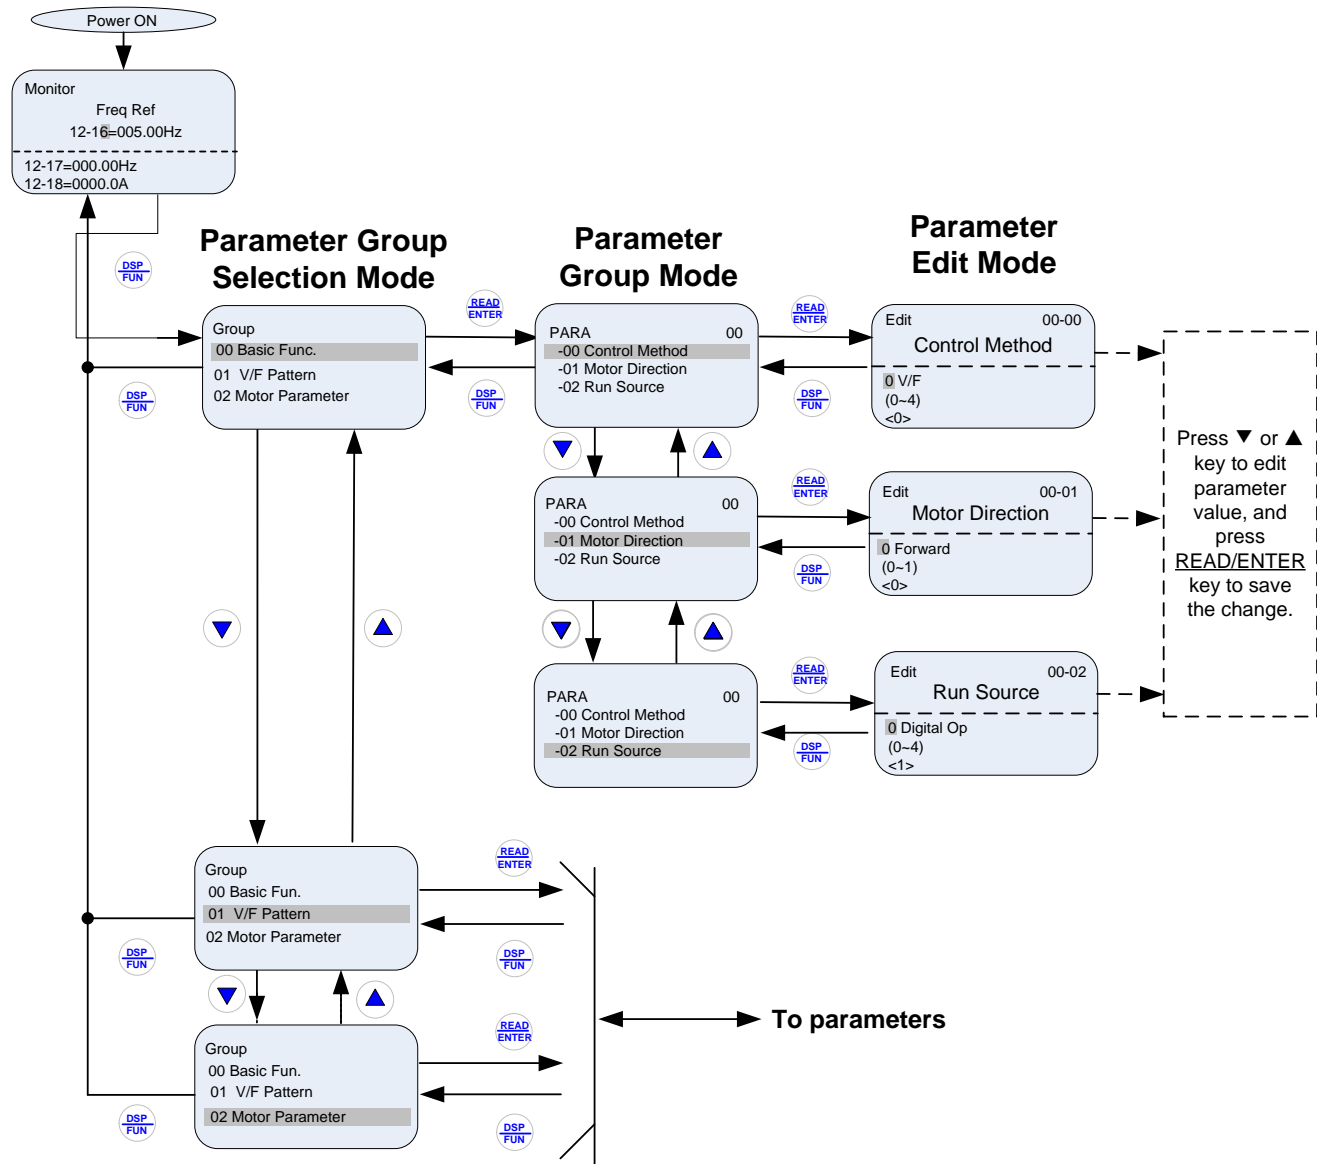 Power ON
Monitor
Freq Ref
12-16=005.00Hz
12-17=000.00Hz
12-18=0000.0A
DSP
FUN
Parameter Group
Selection Mode
Parameter
Group Mode
Parameter
Edit Mode
Group
00 Basic Func.
01 V/F Pattern
02 Motor Parameter
DSP
FUN
READ
ENTER
DSP
FUN
PARA 00
-00 Control Method
-01 Motor Direction
-02 Run Source
READ
ENTER
DSP
FUN
Edit 00-00
Control Method
0 V/F
(0~4)
<0>
▼ ▲
PARA 00
-00 Control Method
-01 Motor Direction
-02 Run Source
READ
ENTER
DSP
FUN
Edit 00-01
Motor Direction
0 Forward
(0~1)
<0>
▼ ▲
▼ ▲
PARA 00
-00 Control Method
-01 Motor Direction
-02 Run Source
READ
ENTER
DSP
FUN
Edit 00-02
Run Source
0 Digital Op
(0~4)
<1>
Press ▼ or ▲
key to edit
parameter
value, and
press
READ/ENTER
key to save
the change.
Group
00 Basic Fun.
01 V/F Pattern
02 Motor Parameter
DSP
FUN
READ
ENTER
DSP
FUN
▼ ▲
Group
00 Basic Fun.
01 V/F Pattern
02 Motor Parameter
DSP
FUN
READ
ENTER
DSP
FUN
To parameters